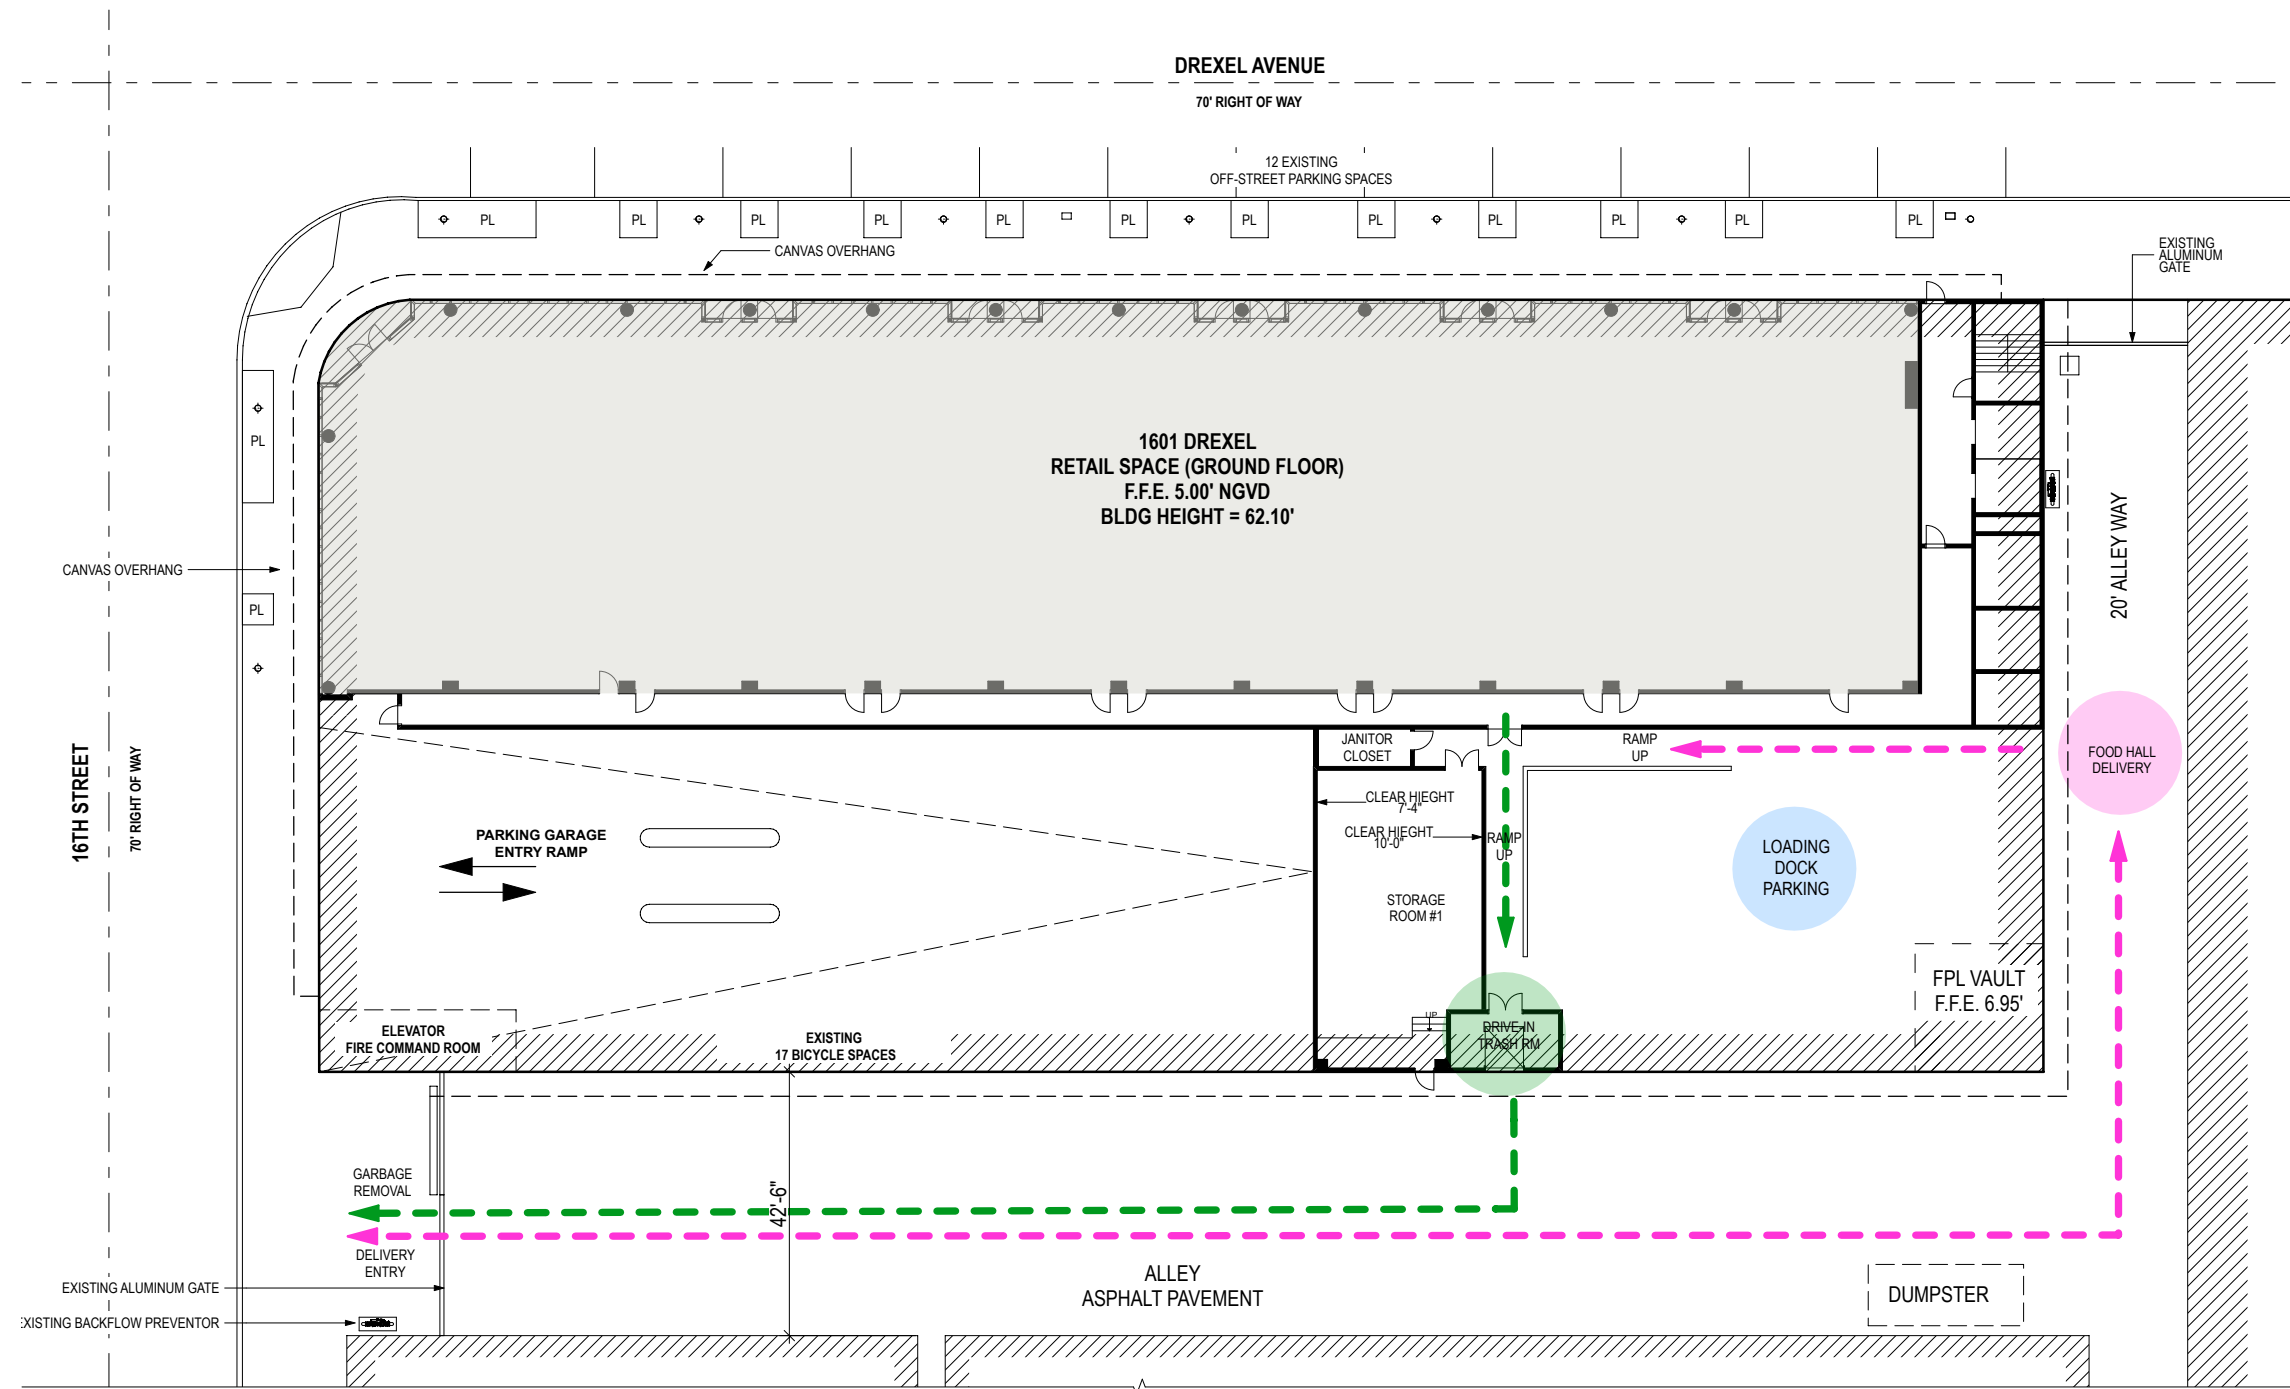 DREXEL AVENUE
70' RIGHT OF WAY
12 EXISTING
OFF-STREET PARKING SPACES
PL
PL
PL
PL
PL
PL
PL
PL
PL
PL
PL
PL
CANVAS OVERHANG
EXISTING
ALUMINUM
GATE
PL
1601 DREXEL
RETAIL SPACE (GROUND FLOOR)
F.F.E. 5.00' NGVD
BLDG HEIGHT = 62.10'
20' ALLEY WAY
CANVAS OVERHANG
PL
16TH STREET
70' RIGHT OF WAY
JANITOR
CLOSET
RAMP
UP
FOOD HALL
DELIVERY
CLEAR HIEGHT
7'-4"
CLEAR HIEGHT
10'-0"
RAMP
UP
PARKING GARAGE
ENTRY RAMP
LOADING
DOCK
PARKING
STORAGE
ROOM #1
FPL VAULT
F.F.E. 6.95'
UP
DRIVE-IN
TRASH RM
ELEVATOR
FIRE COMMAND ROOM
EXISTING
17 BICYCLE SPACES
GARBAGE
REMOVAL
42'-6"
DELIVERY
ENTRY
ALLEY
ASPHALT PAVEMENT
DUMPSTER
EXISTING ALUMINUM GATE
XISTING BACKFLOW PREVENTOR